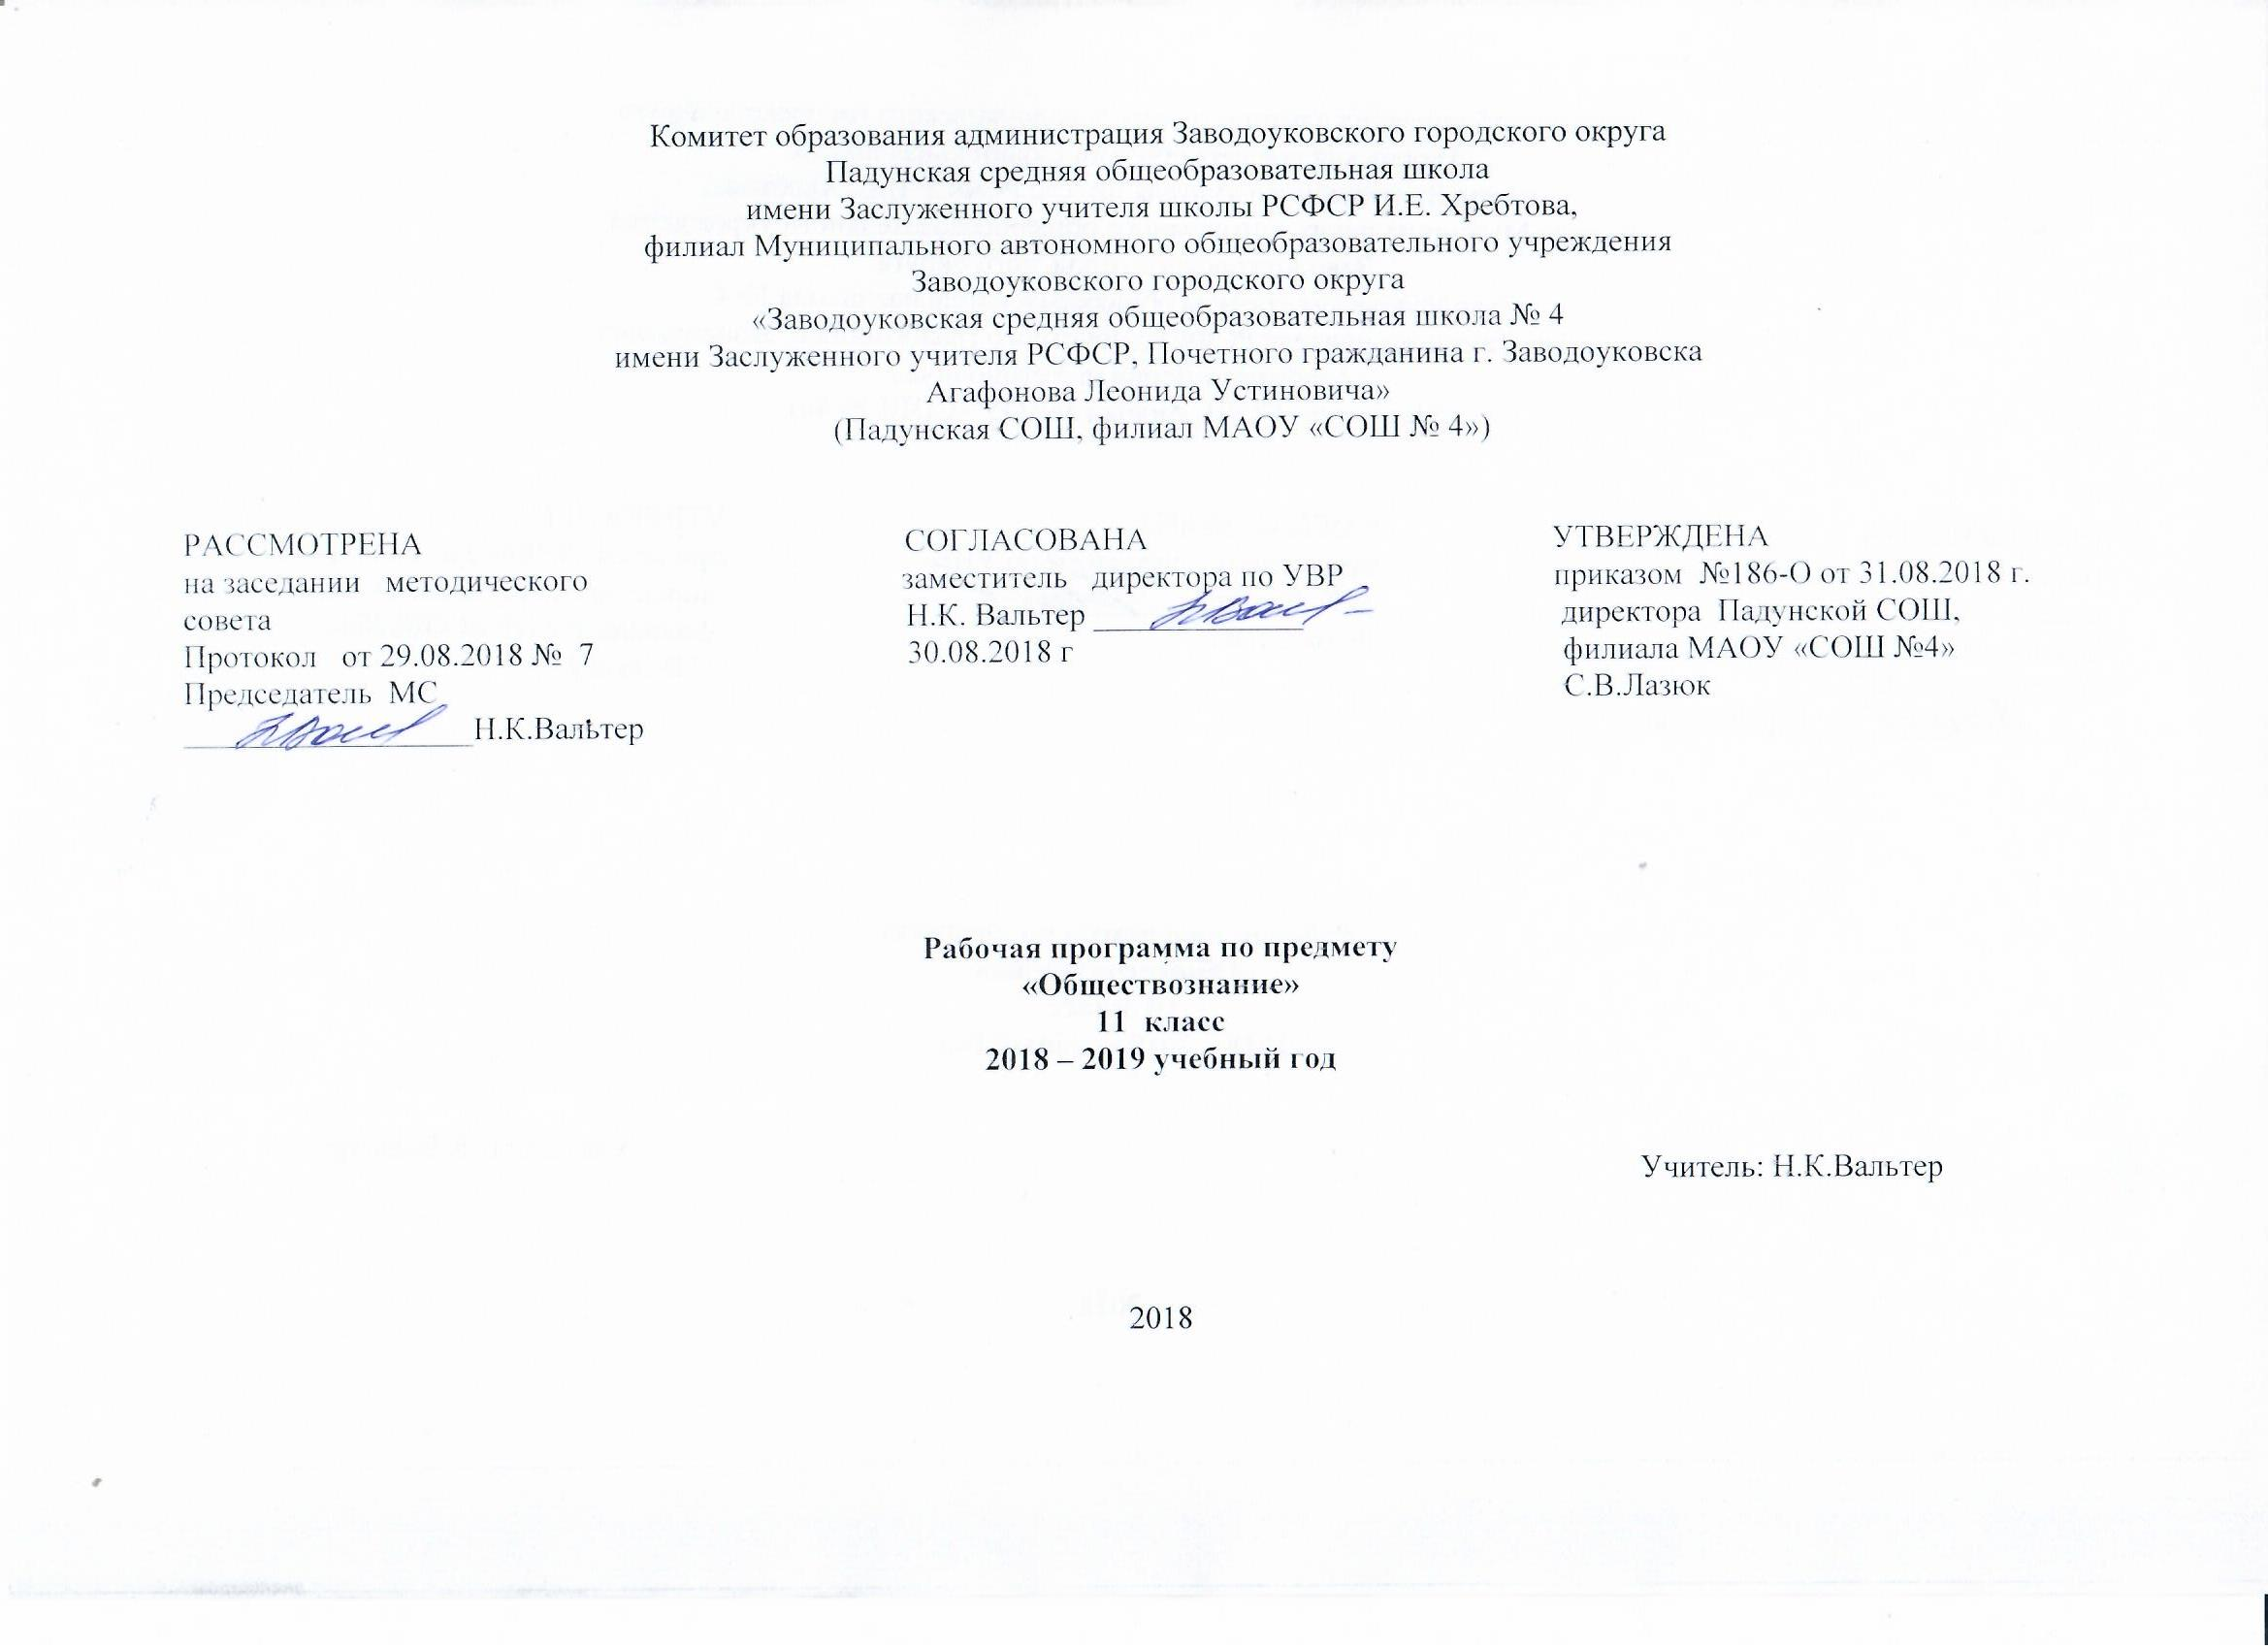 Комитет образования администрация Заводоуковского городского округа
Падунская средняя общеобразовательная школа
имени Заслуженного учителя школы РСФСР И.Е. Хребтова,
филиал Муниципального автономного общеобразовательного учреждения
Заводоуковского городского округа
«Заводоуковская средняя общеобразовательная школа № 4
имени Заслуженного учителя РСФСР, Почетного гражданина г. Заводоуковска
Агафонова Леонида Устиновича»
(Падунская СОШ, филиал МАОУ «СОШ № 4»)
РАССМОТРЕНА
на заседании методического
совета
Протокол от 29.08.2018 № 7
Председатель МС
Н.К.Вальтер
СОГЛАСОВАНА
заместитель директора по УВР
Н.К. Вальтер
30.08.2018 г
УТВЕРЖДЕНА
приказом №186-О от 31.08.2018 г.
директора Падунской СОШ,
филиала МАОУ «СОШ №4»
С.В.Лазюк
Рабочая программа по предмету
«Обществознание»
11 класс
2018 – 2019 учебный год
Учитель: Н.К.Вальтер
2018